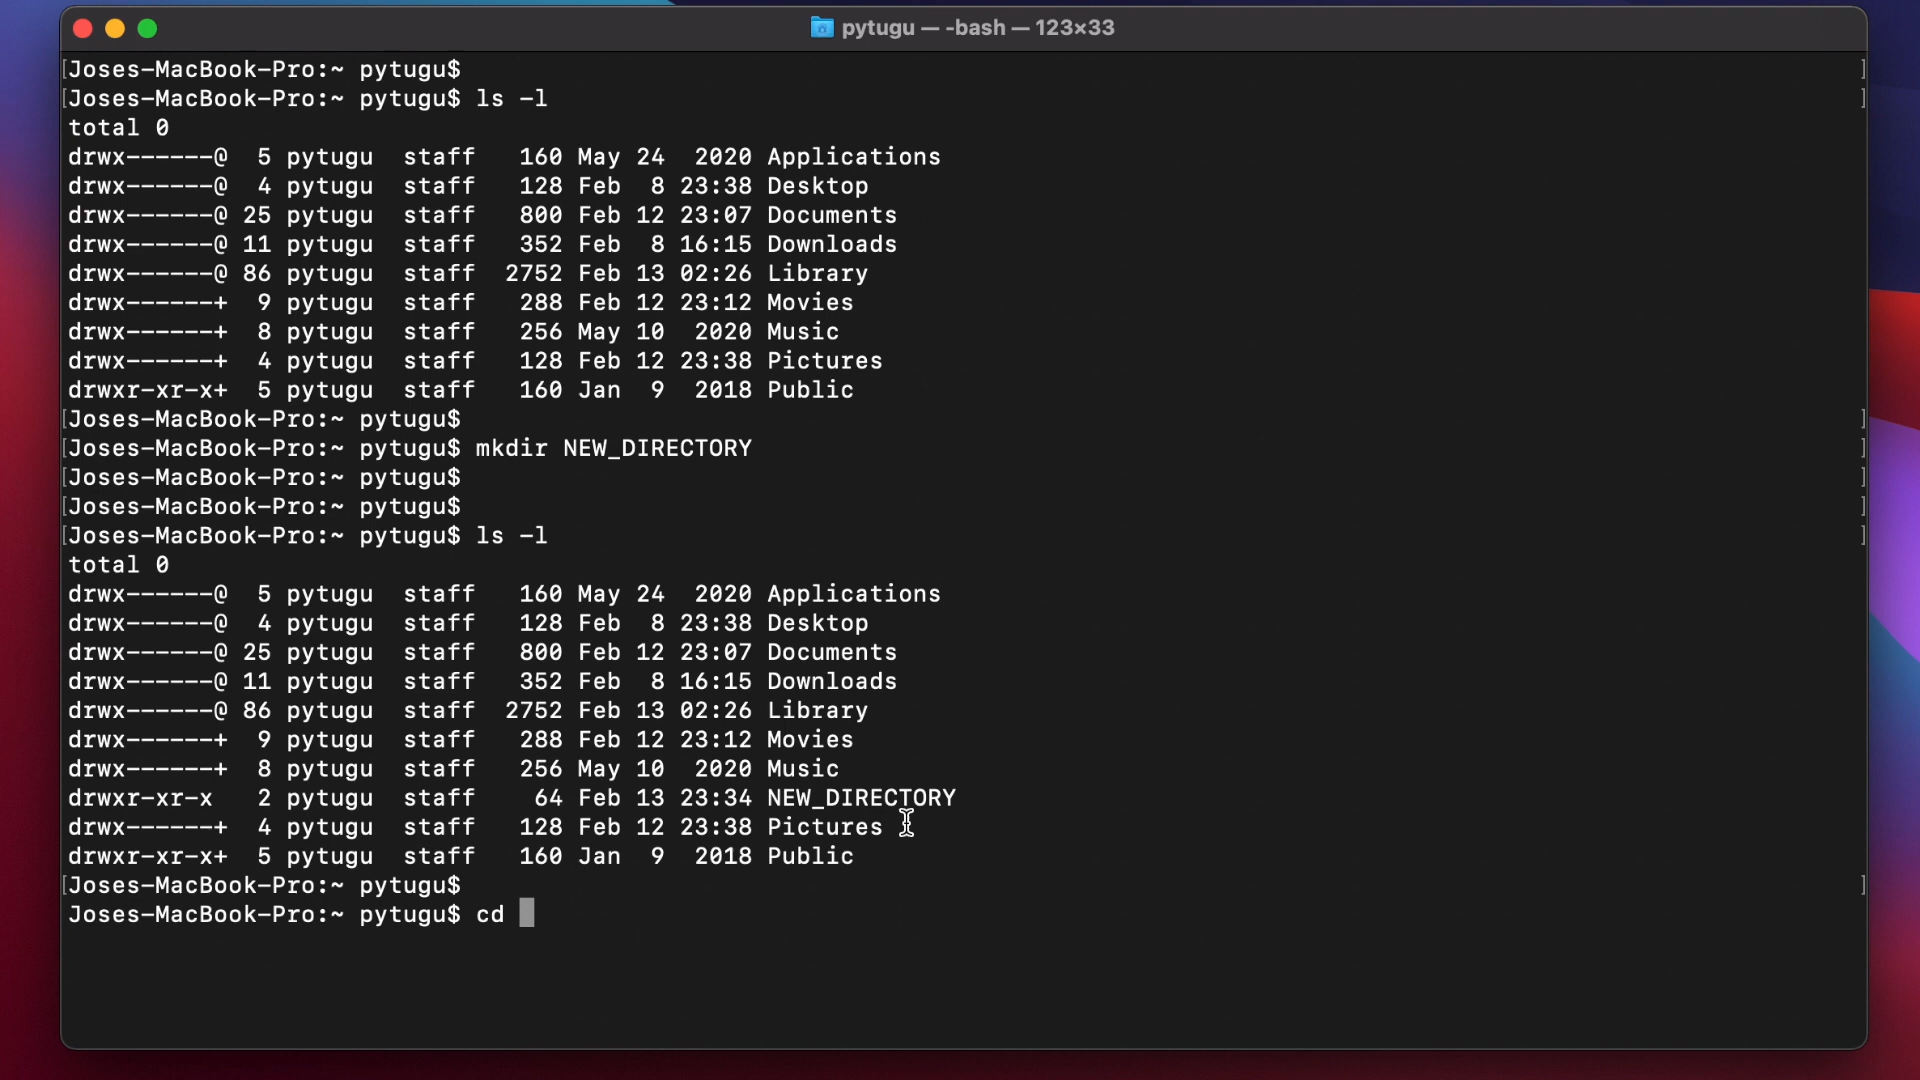 pytugu — -bash — 123×33
[Joses-MacBook-Pro:~ pytugu$ ]
[Joses-MacBook-Pro:~ pytugu$ ls -l ]
total 0
drwx------@  5 pytugu  staff   160 May 24  2020 Applications
drwx------@  4 pytugu  staff   128 Feb  8 23:38 Desktop
drwx------@ 25 pytugu  staff   800 Feb 12 23:07 Documents
drwx------@ 11 pytugu  staff   352 Feb  8 16:15 Downloads
drwx------@ 86 pytugu  staff  2752 Feb 13 02:26 Library
drwx------+  9 pytugu  staff   288 Feb 12 23:12 Movies
drwx------+  8 pytugu  staff   256 May 10  2020 Music
drwx------+  4 pytugu  staff   128 Feb 12 23:38 Pictures
drwxr-xr-x+  5 pytugu  staff   160 Jan  9  2018 Public
[Joses-MacBook-Pro:~ pytugu$ ]
[Joses-MacBook-Pro:~ pytugu$ mkdir NEW_DIRECTORY ]
[Joses-MacBook-Pro:~ pytugu$ ]
[Joses-MacBook-Pro:~ pytugu$ ]
[Joses-MacBook-Pro:~ pytugu$ ls -l ]
total 0
drwx------@  5 pytugu  staff   160 May 24  2020 Applications
drwx------@  4 pytugu  staff   128 Feb  8 23:38 Desktop
drwx------@ 25 pytugu  staff   800 Feb 12 23:07 Documents
drwx------@ 11 pytugu  staff   352 Feb  8 16:15 Downloads
drwx------@ 86 pytugu  staff  2752 Feb 13 02:26 Library
drwx------+  9 pytugu  staff   288 Feb 12 23:12 Movies
drwx------+  8 pytugu  staff   256 May 10  2020 Music
drwxr-xr-x   2 pytugu  staff    64 Feb 13 23:34 NEW_DIRECTORY
drwx------+  4 pytugu  staff   128 Feb 12 23:38 Pictures
drwxr-xr-x+  5 pytugu  staff   160 Jan  9  2018 Public
[Joses-MacBook-Pro:~ pytugu$ ]
Joses-MacBook-Pro:~ pytugu$ cd